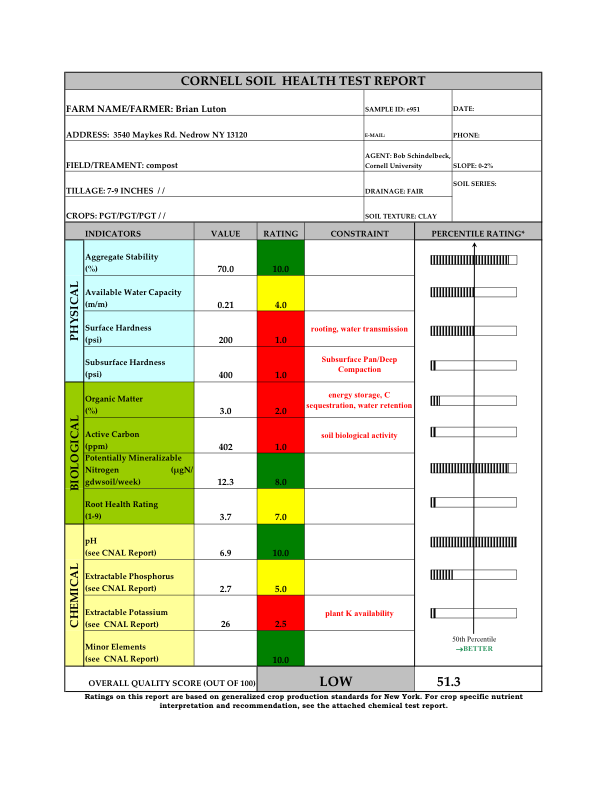 CORNELL SOIL HEALTH TEST REPORT
FARM NAME/FARMER: Brian Luton
SAMPLE ID: e951
DATE:
ADDRESS: 3540 Maykes Rd. Nedrow NY 13120
E-MAIL:
PHONE:
FIELD/TREAMENT: compost
AGENT: Bob Schindelbeck,
Cornell University
SLOPE: 0-2%
TILLAGE: 7-9 INCHES / /
DRAINAGE: FAIR
SOIL SERIES:
CROPS: PGT/PGT/PGT / /
SOIL TEXTURE: CLAY
INDICATORS VALUE RATING CONSTRAINT PERCENTILE RATING*
PHYSICAL
Aggregate Stability
(%) 70.0 10.0
Available Water Capacity
(m/m) 0.21 4.0
Surface Hardness
(psi) 200 1.0 rooting, water transmission
Subsurface Hardness
(psi) 400 1.0 Subsurface Pan/Deep
Compaction
BIOLOGICAL
Organic Matter
(%) 3.0 2.0 energy storage, C
sequestration, water retention
Active Carbon
(ppm) 402 1.0 soil biological activity
Potentially Mineralizable
Nitrogen (µgN/
gdwsoil/week) 12.3 8.0
Root Health Rating
(1-9) 3.7 7.0
CHEMICAL
pH
(see CNAL Report) 6.9 10.0
Extractable Phosphorus
(see CNAL Report) 2.7 5.0
Extractable Potassium
(see CNAL Report) 26 2.5 plant K availability
Minor Elements
(see CNAL Report) 10.0
50th Percentile
→BETTER
OVERALL QUALITY SCORE (OUT OF 100) LOW 51.3
Ratings on this report are based on generalized crop production standards for New York. For crop specific nutrient
interpretation and recommendation, see the attached chemical test report.